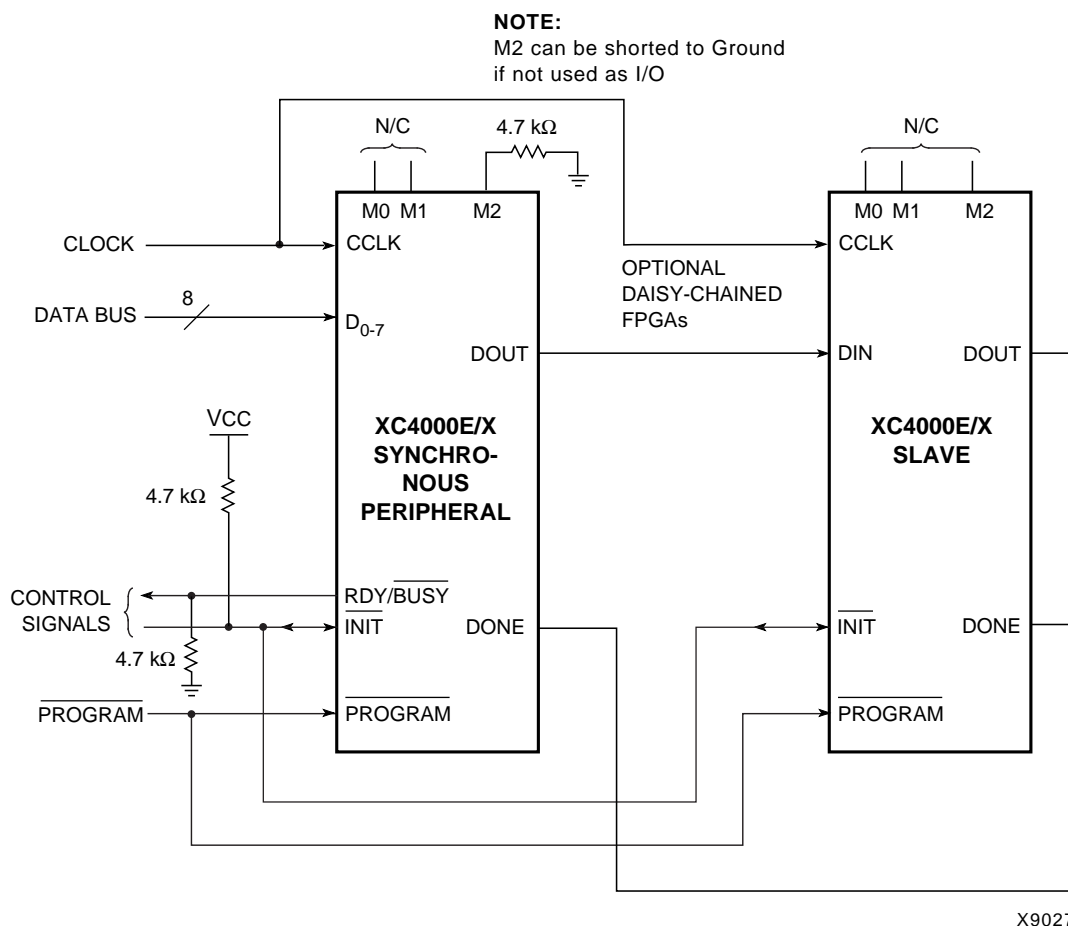 NOTE:
M2 can be shorted to Ground
if not used as I/O
N/C
4.7 kΩ
N/C
M0 M1 M2
M0 M1 M2
CLOCK
CCLK
CCLK
OPTIONAL
DAISY-CHAINED
FPGAs
8
DATA BUS
D0-7
DOUT
DIN
DOUT
VCC
XC4000E/X
SYNCHRO-
NOUS
PERIPHERAL
XC4000E/X
SLAVE
4.7 kΩ
CONTROL
SIGNALS
RDY/BUSY
INIT
DONE
INIT
DONE
4.7 kΩ
PROGRAM
PROGRAM
PROGRAM
X9027